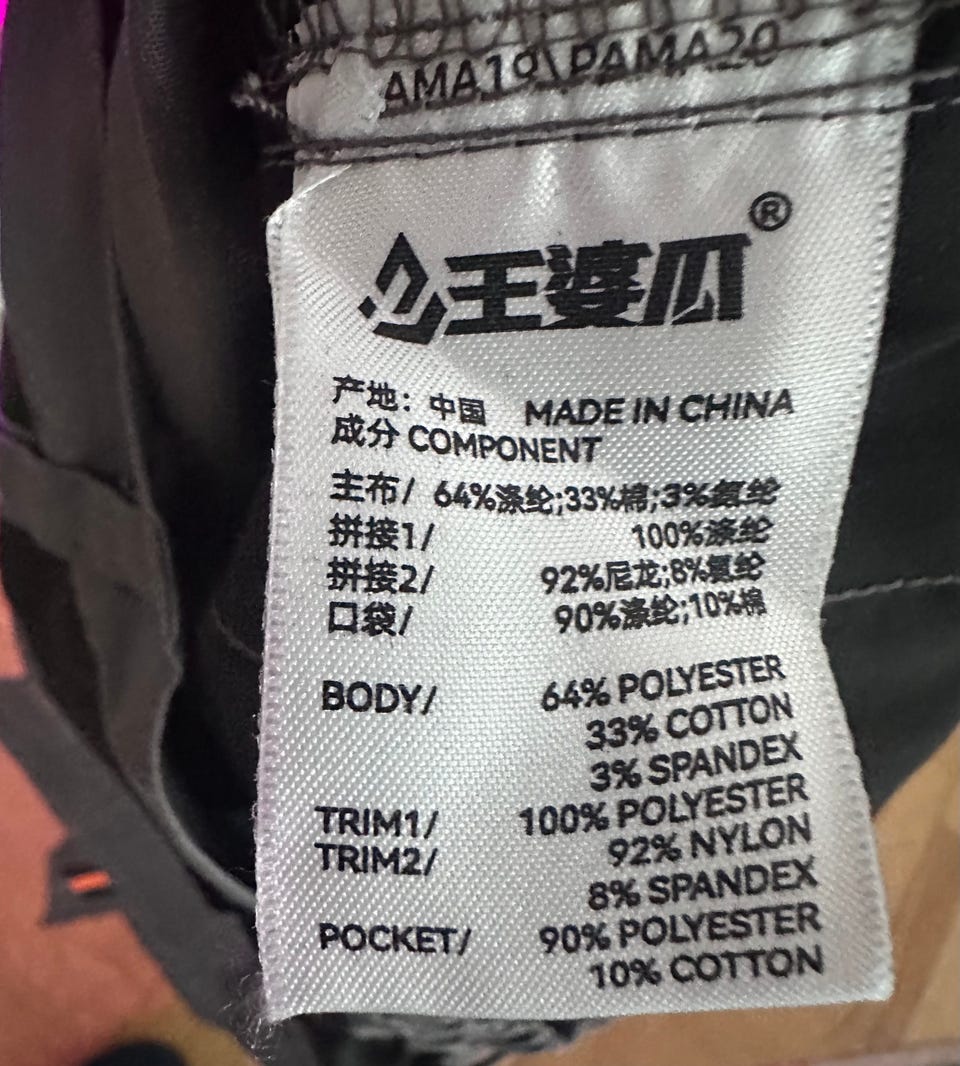 AMA19\PAMA20
王婆瓜®
产地：中国 MADE IN CHINA
成分 COMPONENT
主布/ 64%涤纶;33%棉;3%氨纶
拼接1/ 100%涤纶
拼接2/ 92%尼龙;8%氨纶
口袋/ 90%涤纶;10%棉
BODY/ 64% POLYESTER
33% COTTON
3% SPANDEX
TRIM1/ 100% POLYESTER
TRIM2/ 92% NYLON
8% SPANDEX
POCKET/ 90% POLYESTER
10% COTTON